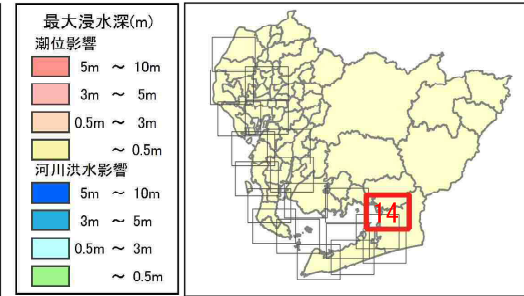 最大浸水深(m)
潮位影響
5m ～ 10m
3m ～ 5m
0.5m ～ 3m
～ 0.5m
河川洪水影響
5m ～ 10m
3m ～ 5m
0.5m ～ 3m
～ 0.5m
14